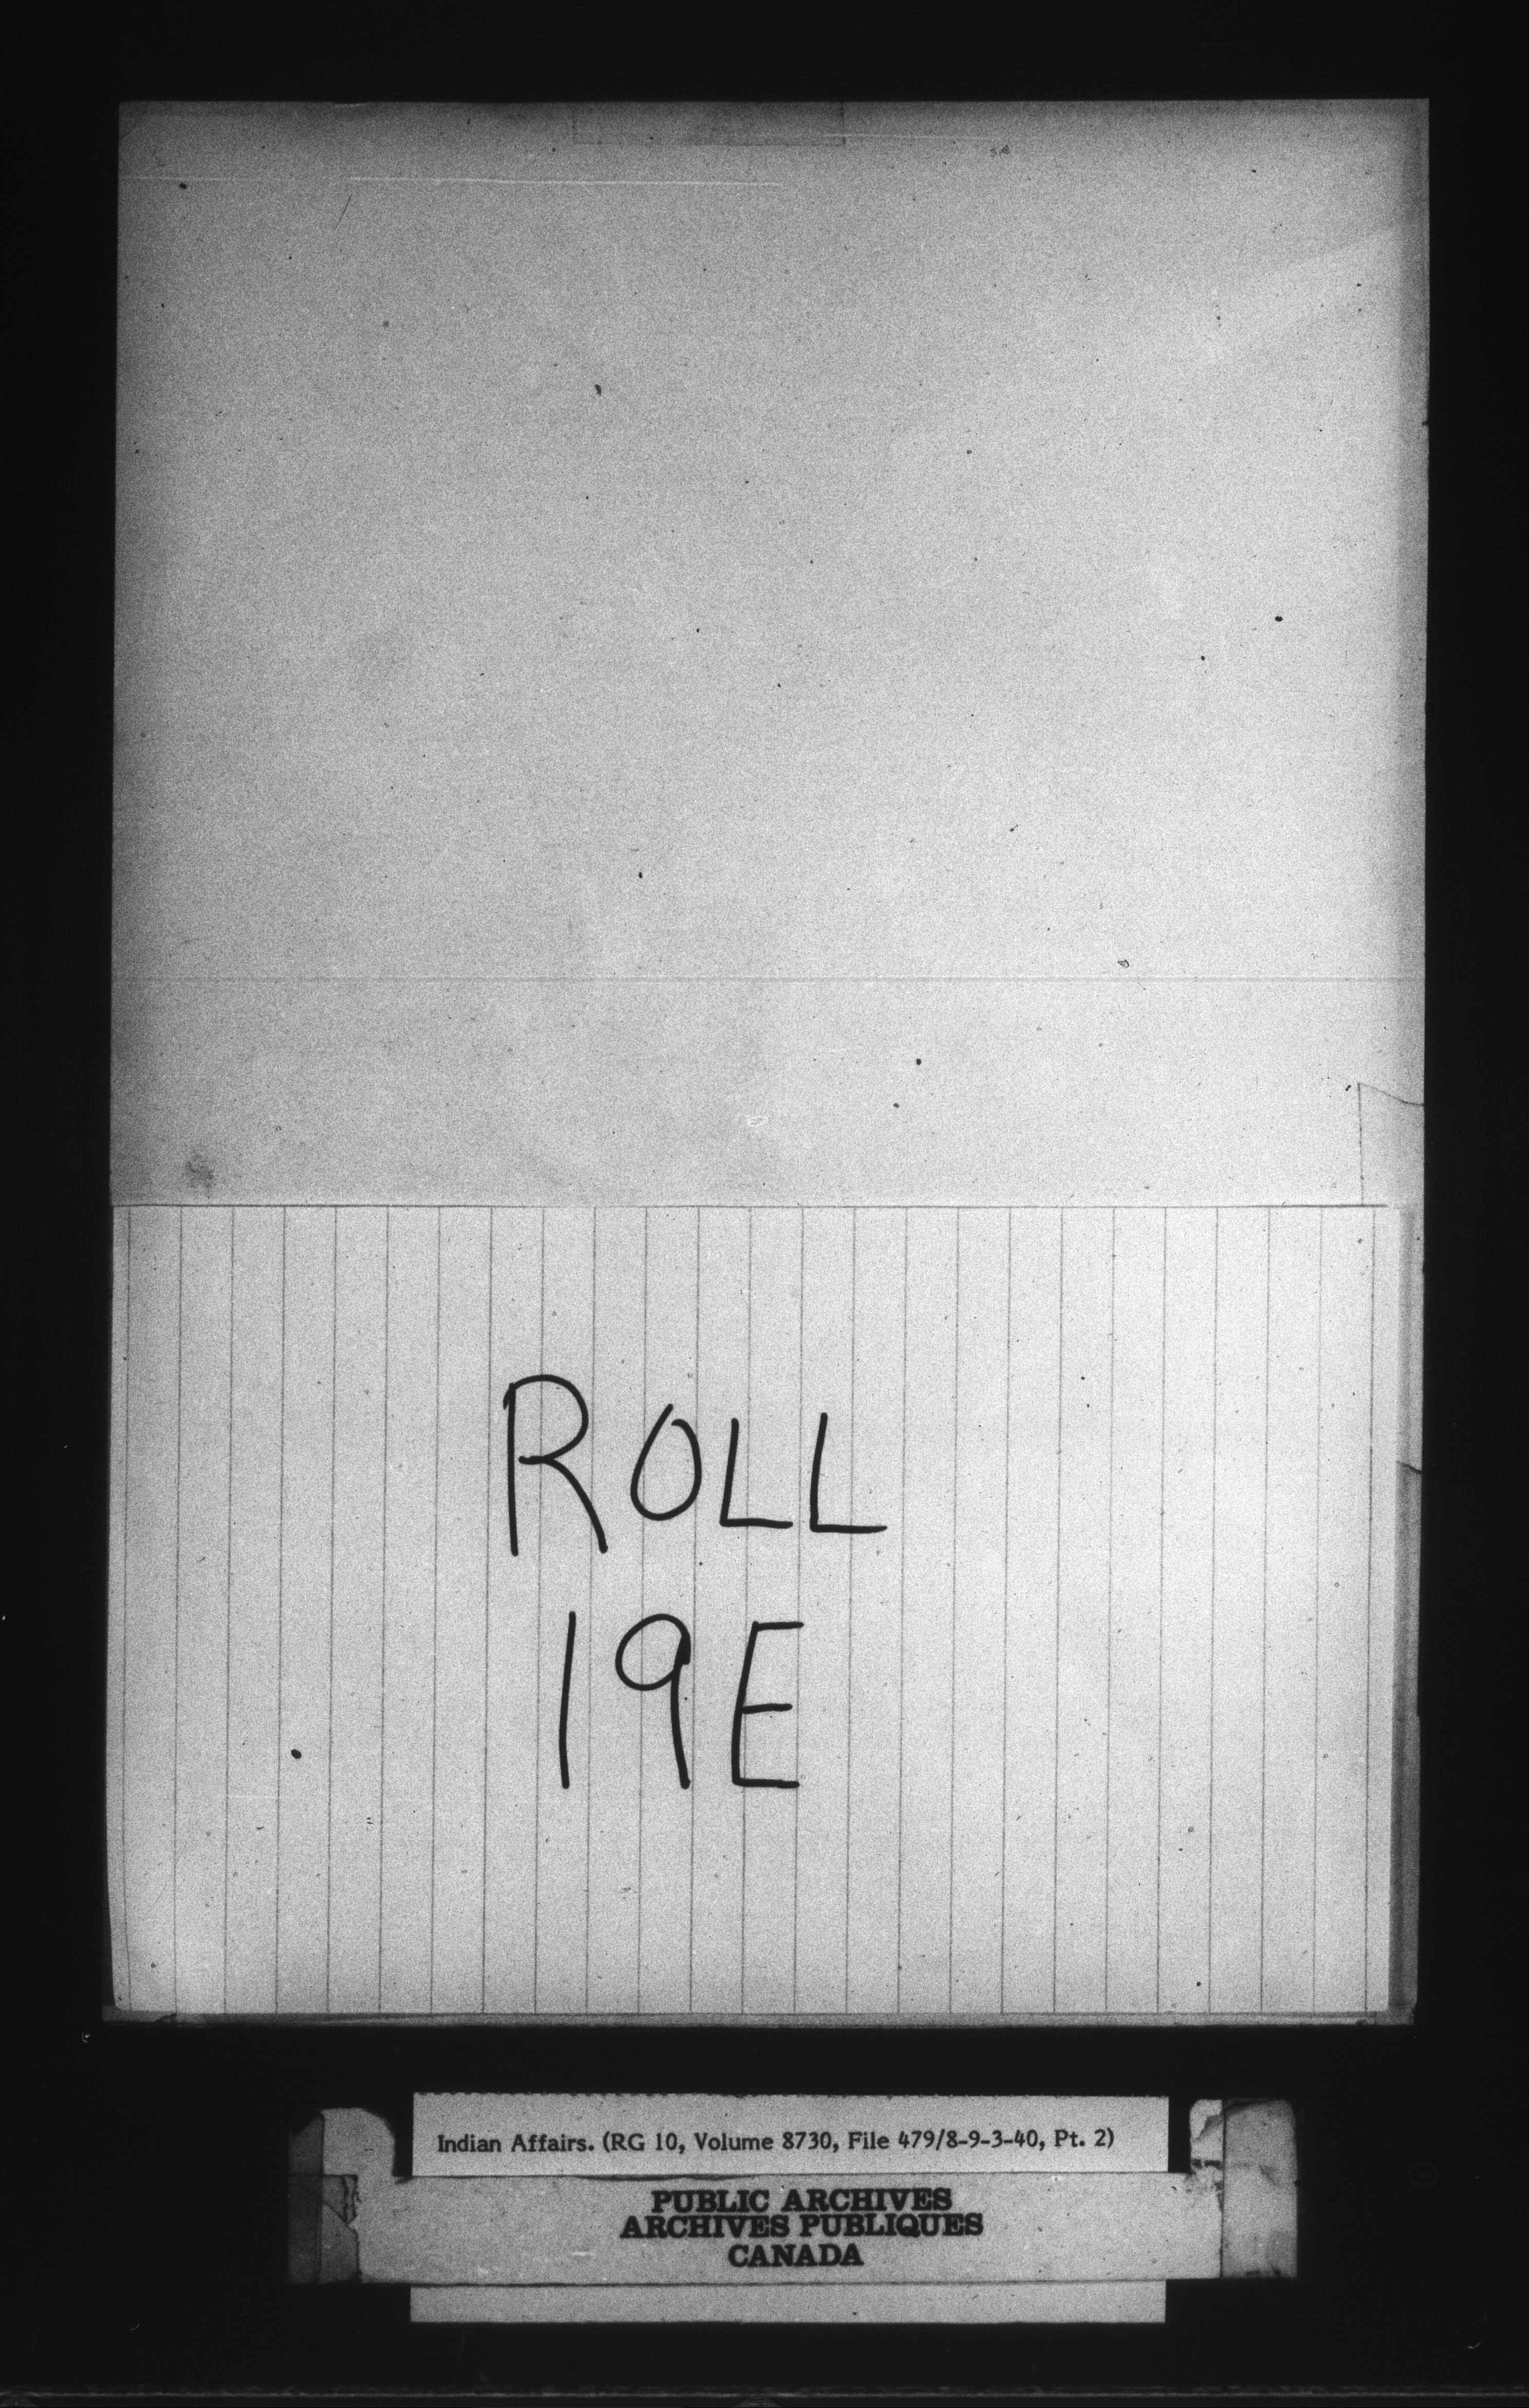 ROLL
19E
Indian Affairs. (RG 10, Volume 8730, File 479/8-9-3-40, Pt. 2)
PUBLIC ARCHIVES
ARCHIVES PUBLIQUES
CANADA